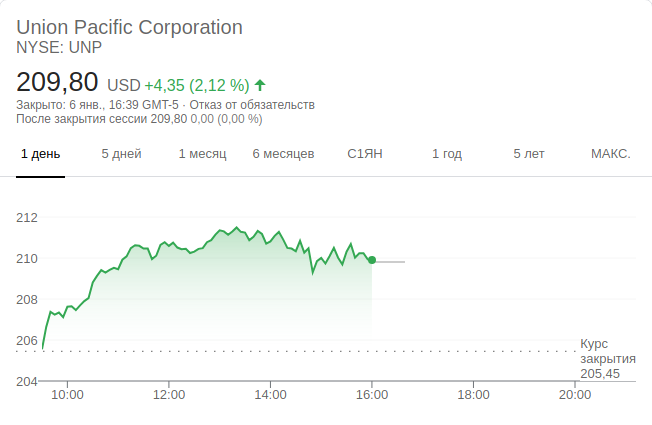 Union Pacific Corporation
NYSE: UNP
209,80 USD +4,35 (2,12 %)
Закрыто: 6 янв., 16:39 GMT-5 · Отказ от обязательств
После закрытия сессии 209,80 0,00 (0,00 %)
1 день 5 дней 1 месяц 6 месяцев С1ЯН 1 год 5 лет МАКС.
212
210
208
206
Курс
закрытия
205,45
204
10:00 12:00 14:00 16:00 18:00 20:00